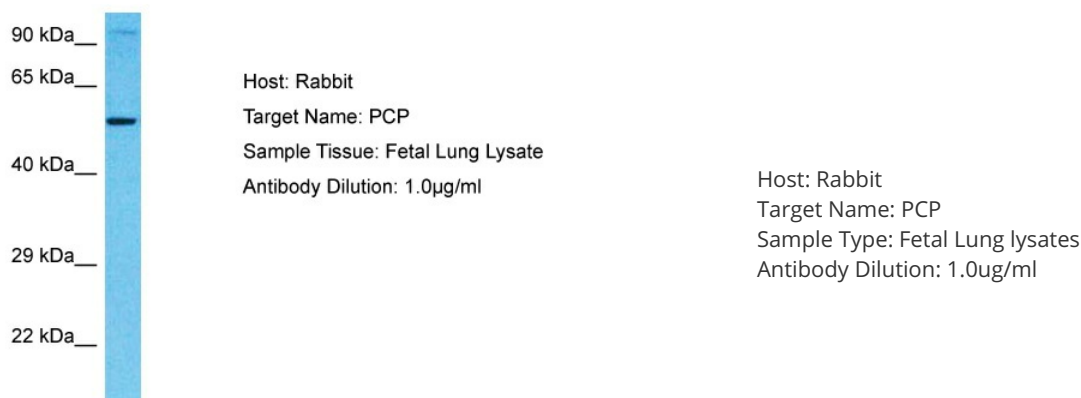 90 kDa__
65 kDa__
40 kDa__
29 kDa__
22 kDa__
Host: Rabbit
Target Name: PCP
Sample Tissue: Fetal Lung Lysate
Antibody Dilution: 1.0µg/ml
Host: Rabbit
Target Name: PCP
Sample Type: Fetal Lung lysates
Antibody Dilution: 1.0ug/ml